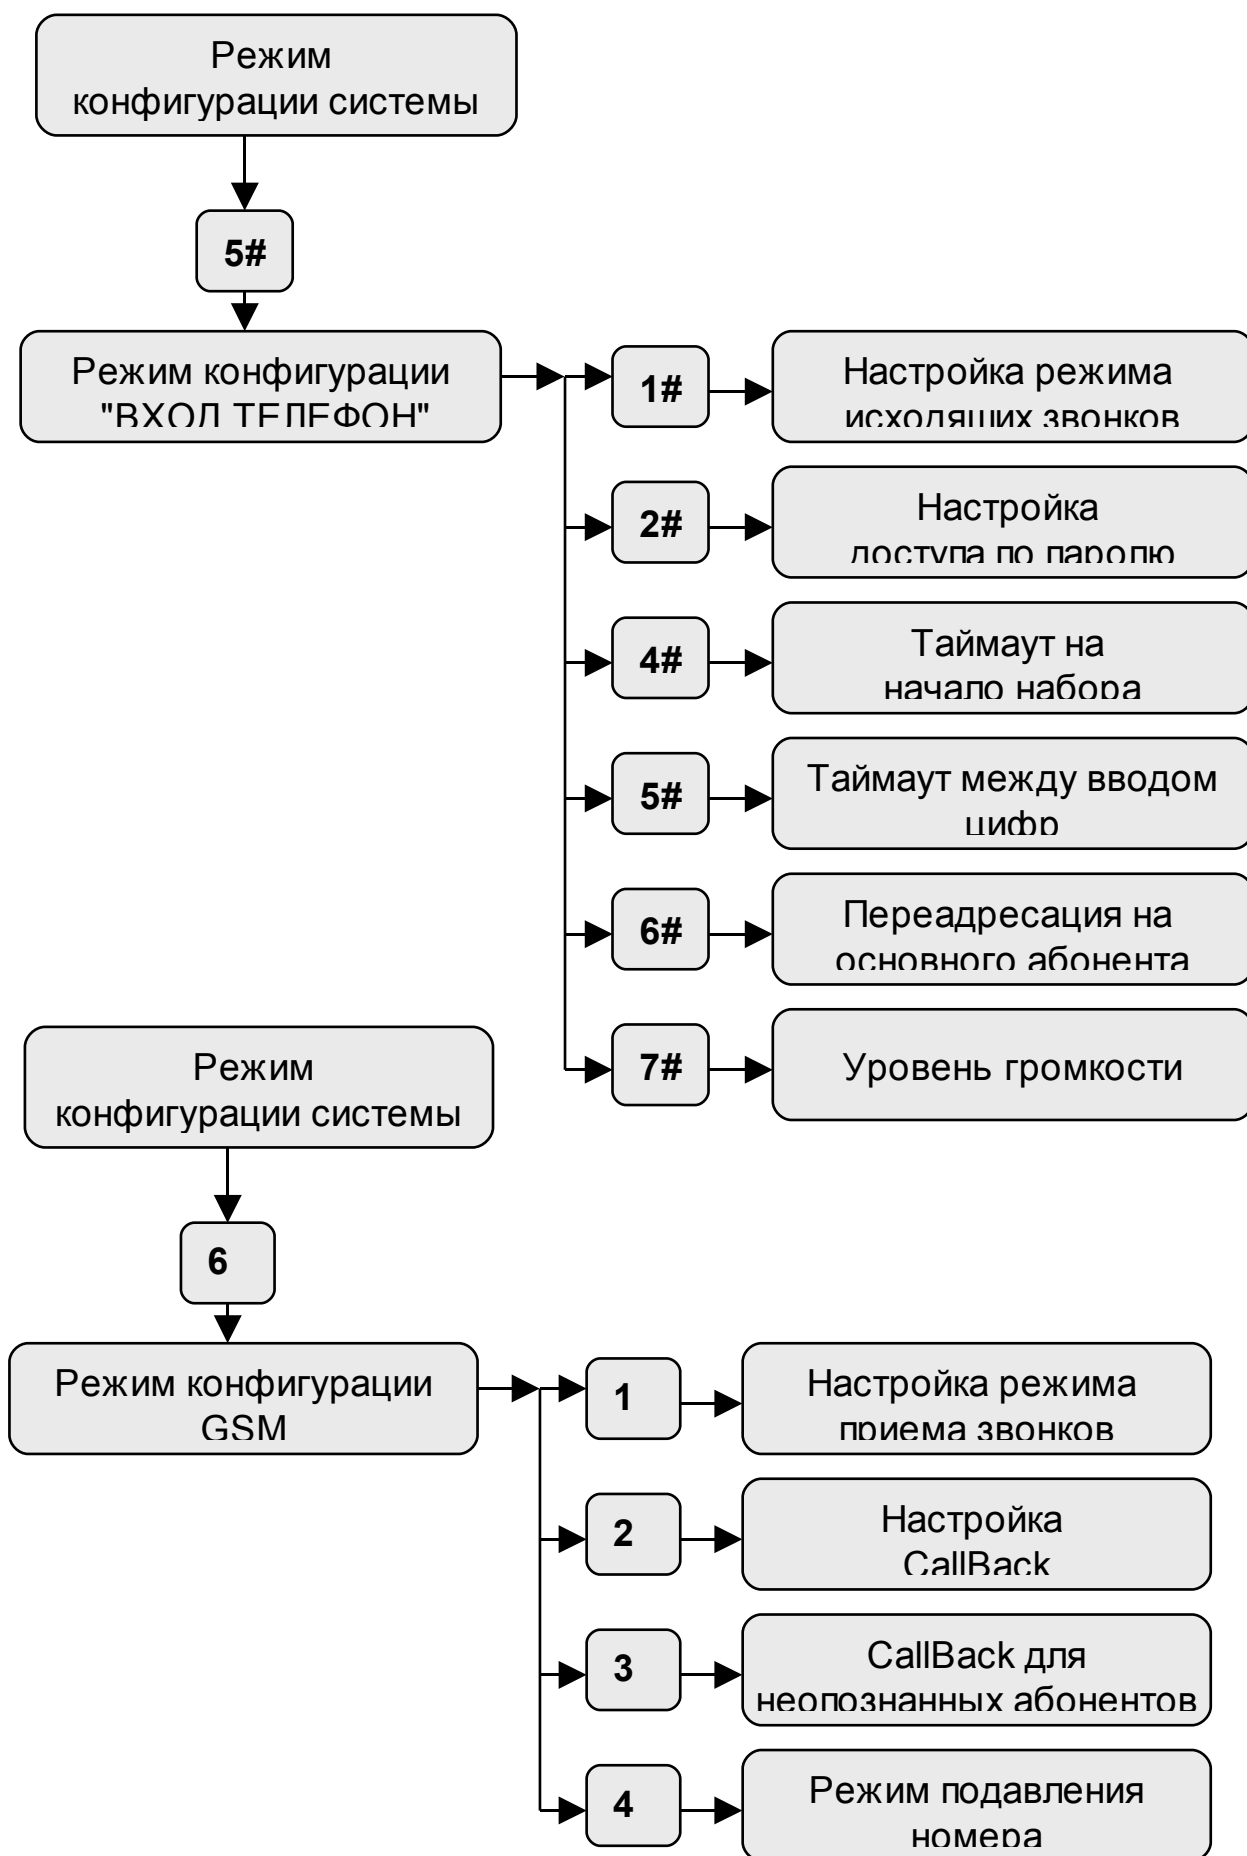 Режим
конфигурации системы
5#
Режим конфигурации
"ВХОД ТЕЛЕФОН"
1#
Настройка режима
исходящих звонков
2#
Настройка
доступа по паролю
4#
Таймаут на
начало набора
5#
Таймаут между вводом
цифр
6#
Переадресация на
основного абонента
7#
Уровень громкости
Режим
конфигурации системы
6
Режим конфигурации
GSM
1
Настройка режима
приема звонков
2
Настройка
CallBack
3
CallBack для
неопознанных абонентов
4
Режим подавления
номера